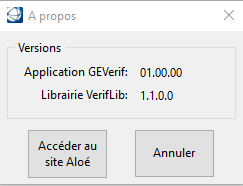 A propos
Versions
Application GEVerif: 01.00.00
Librairie VerifLib: 1.1.0.0
Accéder au
site Aloé
Annuler